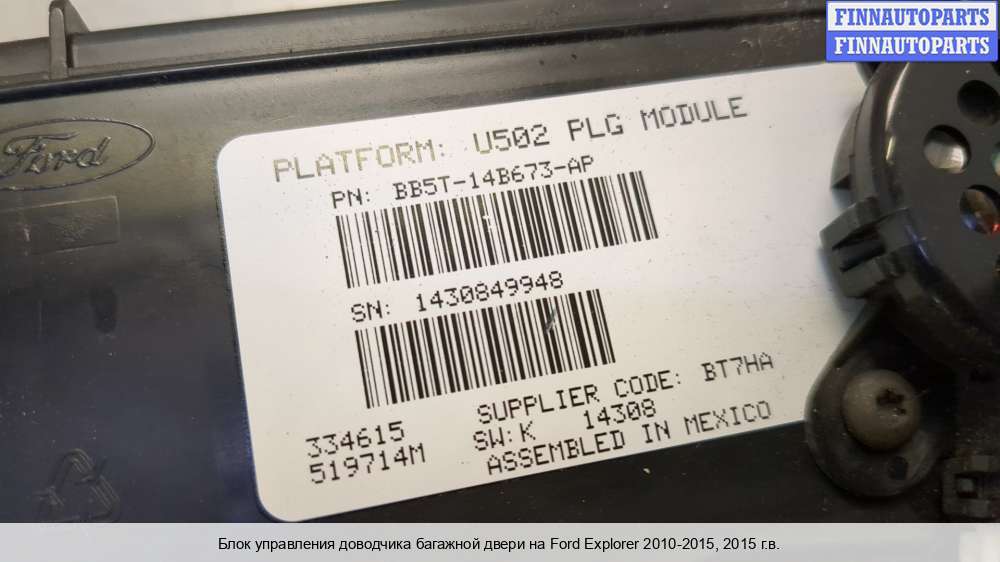 FINNAUTOPARTS
FINNAUTOPARTS
Ford
PLATFORM: U502 PLG MODULE
PN: BB5T-14B673-AP
SN: 1430849948
SUPPLIER CODE: BT7HA
334615 SW:K 14308
519714M ASSEMBLED IN MEXICO
Блок управления доводчика багажной двери на Ford Explorer 2010-2015, 2015 г.в.